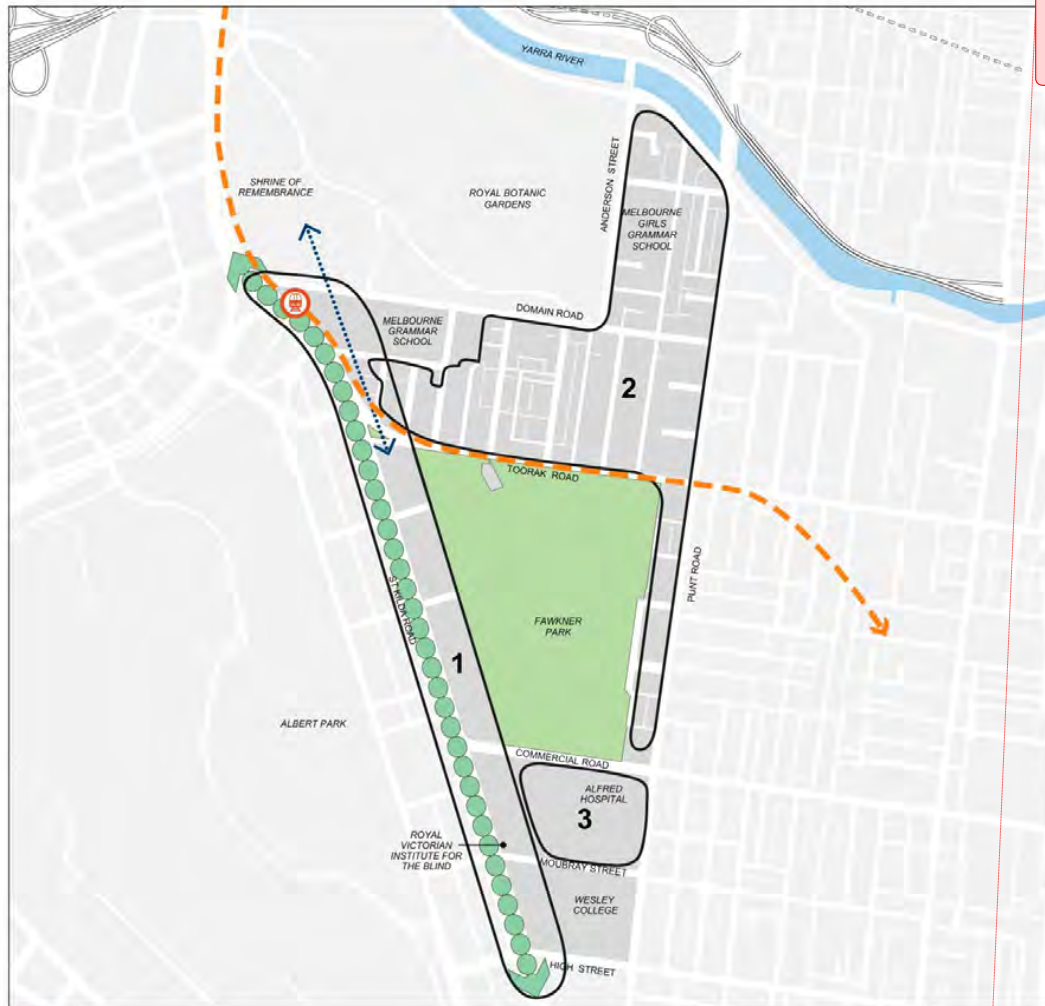 YARRA RIVER
SHRINE OF
REMEMBRANCE
ROYAL BOTANIC
GARDENS
ANDERSON STREET
MELBOURNE
GIRLS
GRAMMAR
SCHOOL
DOMAIN ROAD
MELBOURNE
GRAMMAR
SCHOOL
2
TOORAK ROAD
PUNT ROAD
ST KILDA ROAD
FAWKNER
PARK
1
ALBERT PARK
COMMERCIAL ROAD
ALFRED
HOSPITAL
3
ROYAL
VICTORIAN
INSTITUTE FOR
THE BLIND
MOUBRAY STREET
WESLEY
COLLEGE
HIGH STREET